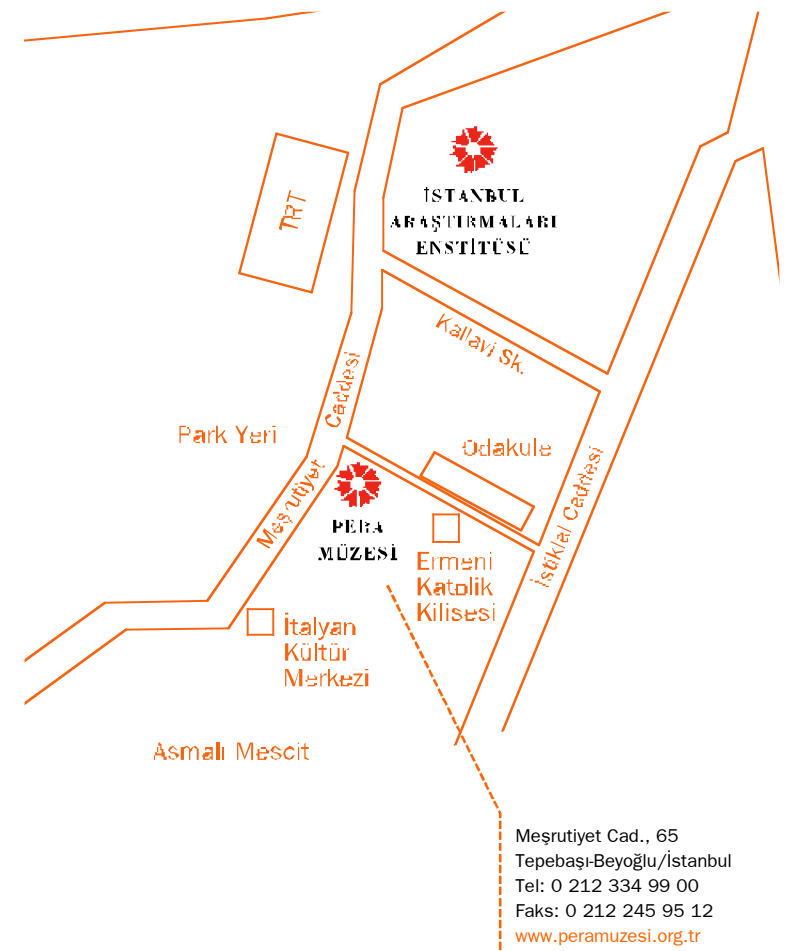 TRT
İSTANBUL
ARAŞTIRMALARI
ENSTİTÜSÜ
Kallavi Sk.
Meşrutiyet Caddesi
Park Yeri
Odakule
İstiklal Caddesi
PERA
MÜZESİ
Ermeni
Katolik
Kilisesi
İtalyan
Kültür
Merkezi
Asmalı Mescit
Meşrutiyet Cad., 65
Tepebaşı-Beyoğlu/İstanbul
Tel: 0 212 334 99 00
Faks: 0 212 245 95 12
www.peramuzesi.org.tr